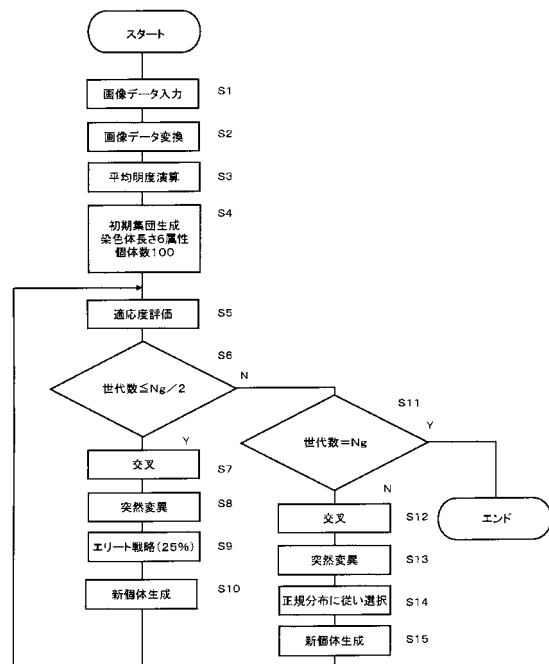 スタート
画像データ入力 S1
画像データ変換 S2
平均明度演算 S3
初期集団生成 S4
染色体長さ6属性
個体数100
適応度評価 S5
S6
世代数≦Ng/2
N
Y
S11
世代数=Ng
Y
N
交叉 S7
突然変異 S8
エリート戦略(25%) S9
新個体生成 S10
交叉 S12
突然変異 S13
正規分布に従い選択 S14
新個体生成 S15
エンド